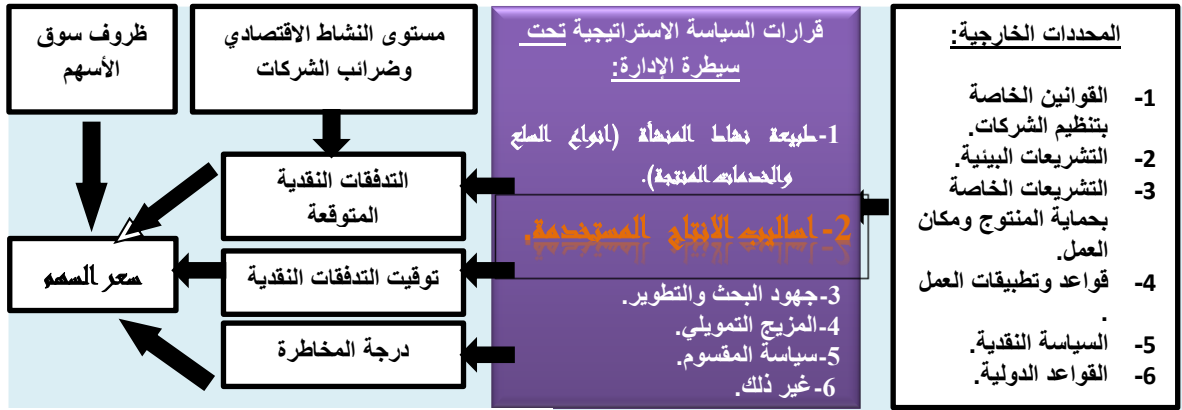 المحددات الخارجية:
1- القوانين الخاصة
بتنظيم الشركات.
2- التشريعات البيئية.
3- التشريعات الخاصة
بحماية المنتوج ومكان
العمل.
4- قواعد وتطبيقات العمل
.
5- السياسة النقدية.
6- القواعد الدولية.
قرارات السياسة الاستراتيجية تحت
سيطرة الإدارة:
1-طبيعة نشاط المنشأة (انواع السلع
والخدمات المنتجة).
2- اساليب الانتاج المستخدمة.
3-جهود البحث والتطوير.
4-المزيج التمويلي.
5-سياسة المقسوم.
6-غير ذلك.
مستوى النشاط الاقتصادي
وضرائب الشركات
التدفقات النقدية
المتوقعة
توقيت التدفقات النقدية
درجة المخاطرة
ظروف سوق
الأسهم
سعر السهم